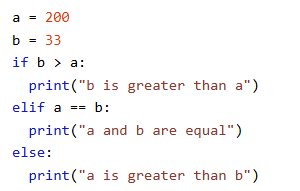 a = 200
b = 33
if b > a:
  print("b is greater than a")
elif a == b:
  print("a and b are equal")
else:
  print("a is greater than b")